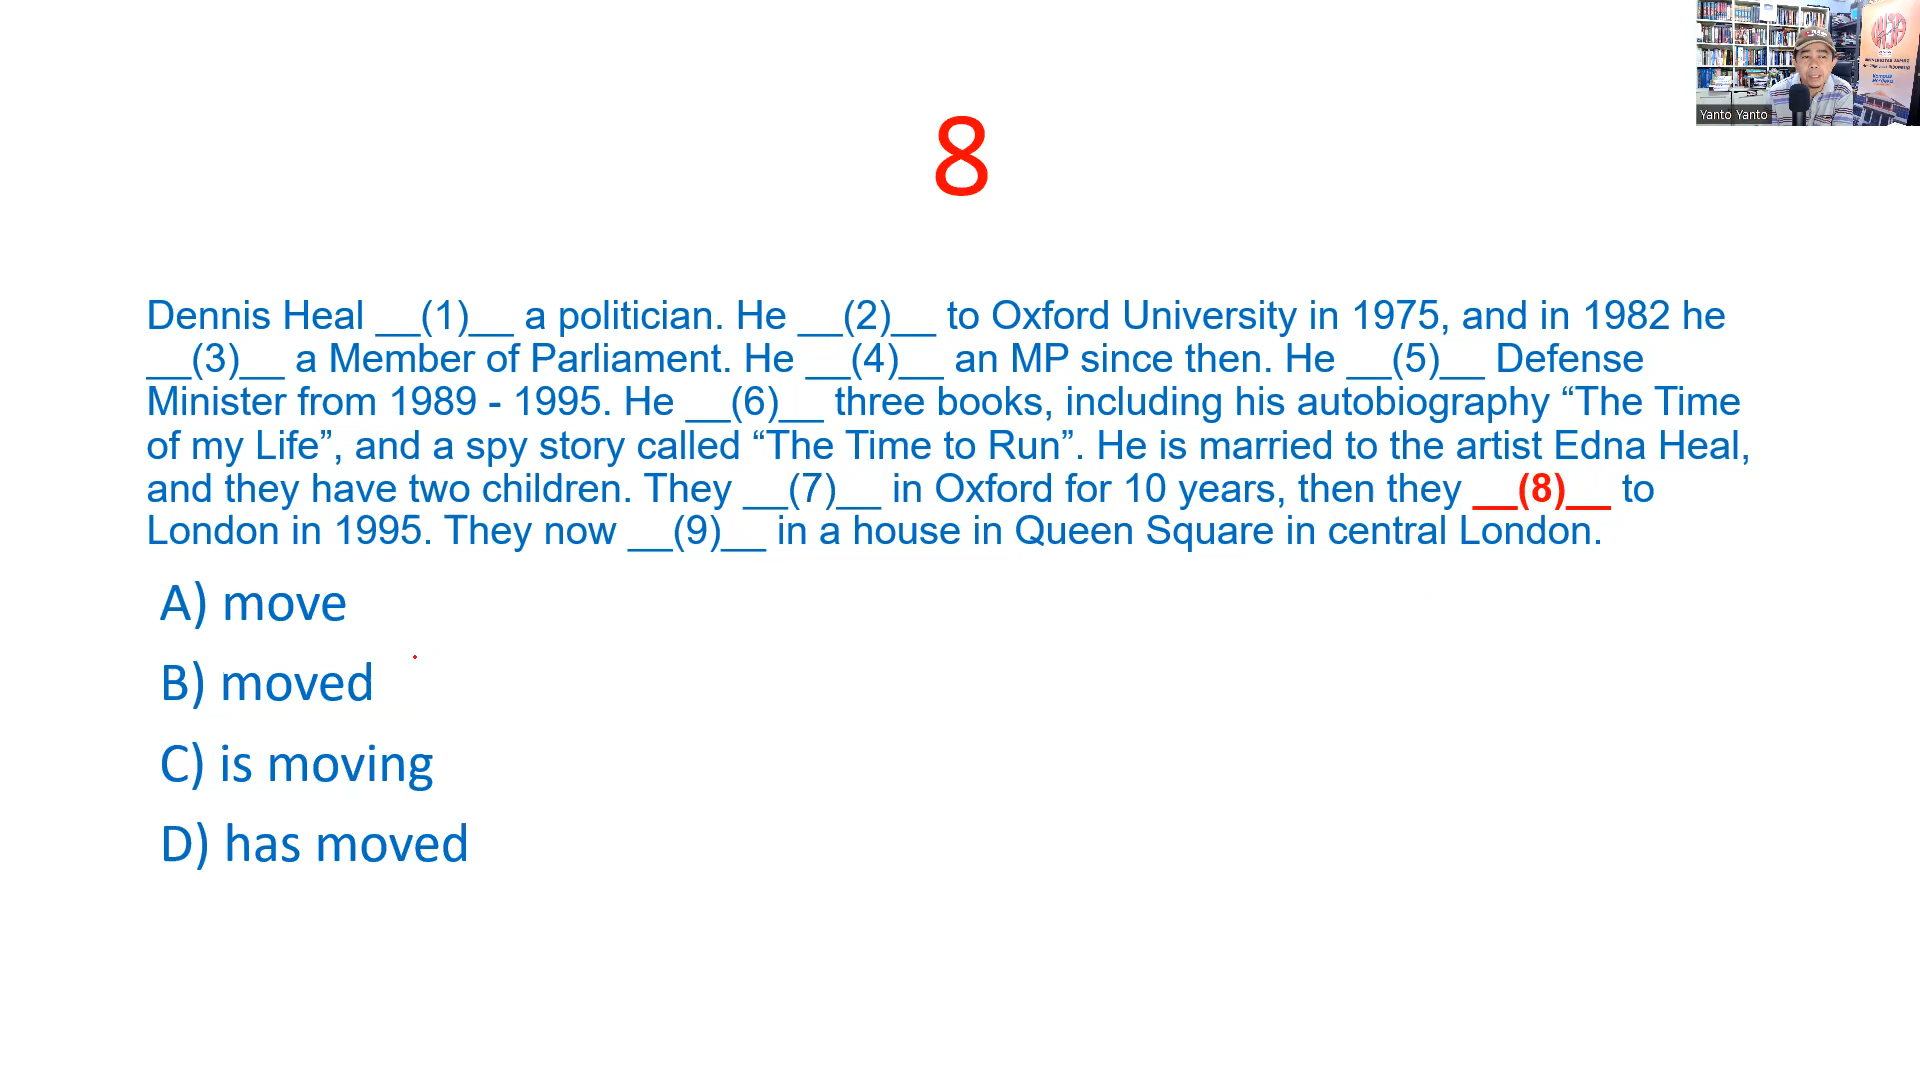 8
Dennis Heal __(1)__ a politician. He __(2)__ to Oxford University in 1975, and in 1982 he
__(3)__ a Member of Parliament. He __(4)__ an MP since then. He __(5)__ Defense
Minister from 1989 - 1995. He __(6)__ three books, including his autobiography “The Time
of my Life”, and a spy story called “The Time to Run”. He is married to the artist Edna Heal,
and they have two children. They __(7)__ in Oxford for 10 years, then they __(8)__ to
London in 1995. They now __(9)__ in a house in Queen Square in central London.
A) move
B) moved
C) is moving
D) has moved
Yanto Yanto